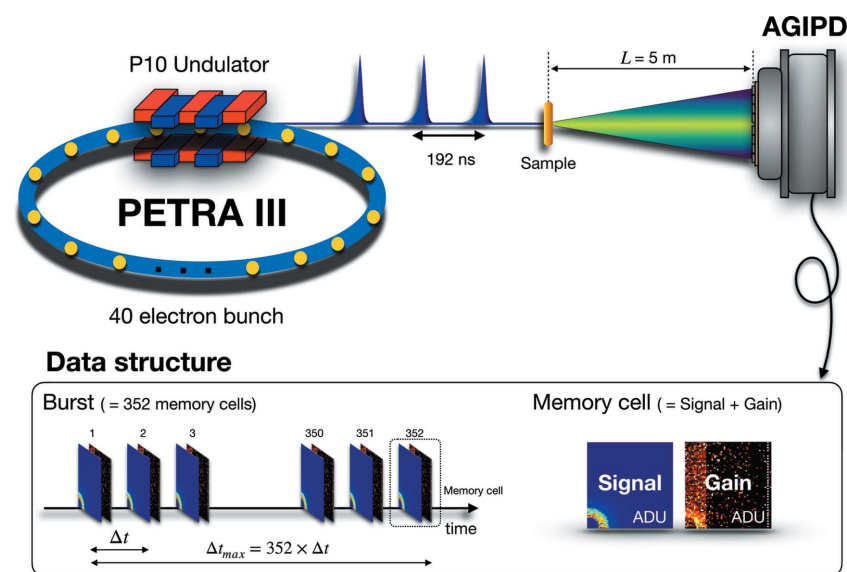 AGIPD
P10 Undulator
L = 5 m
192 ns
Sample
PETRA III
40 electron bunch
Data structure
Burst ( = 352 memory cells)
Memory cell ( = Signal + Gain)
1 2 3 350 351 352
Signal
ADU
Gain
ADU
Memory cell
time
Δt
Δtmax = 352 × Δt